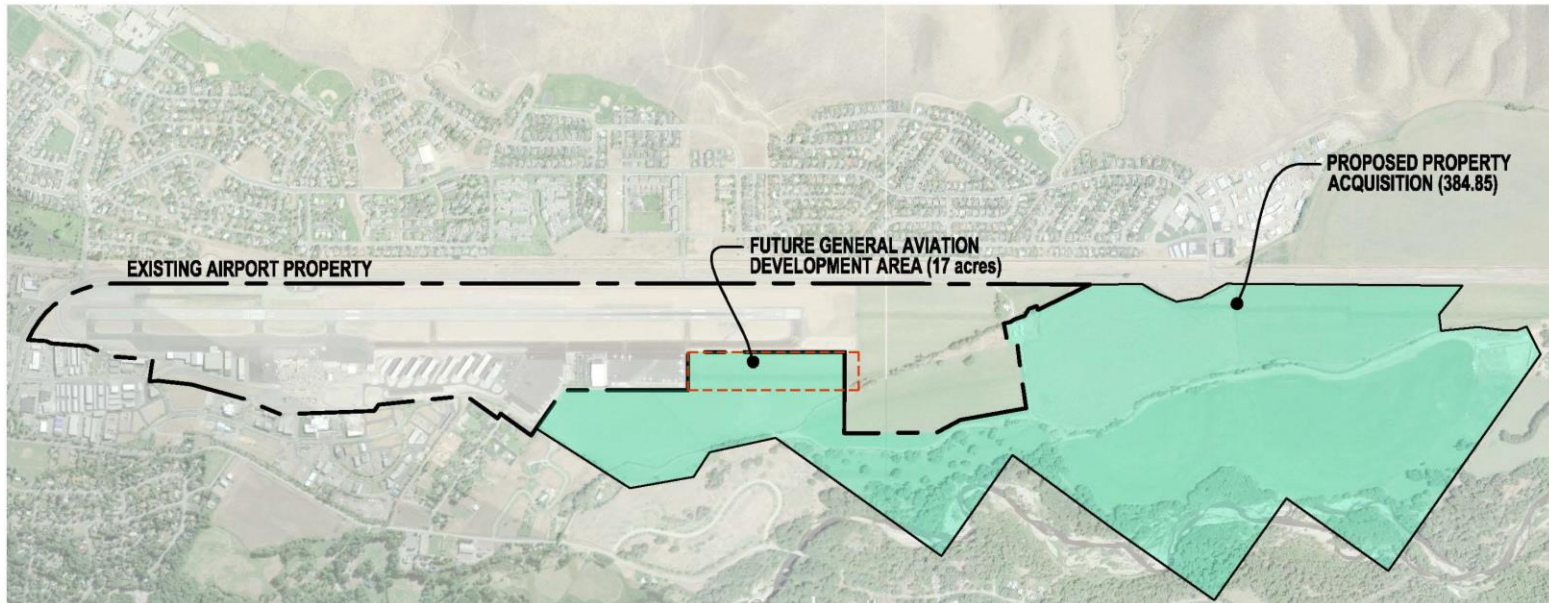 PROPOSED PROPERTY
ACQUISITION (384.85)
FUTURE GENERAL AVIATION
DEVELOPMENT AREA (17 acres)
EXISTING AIRPORT PROPERTY